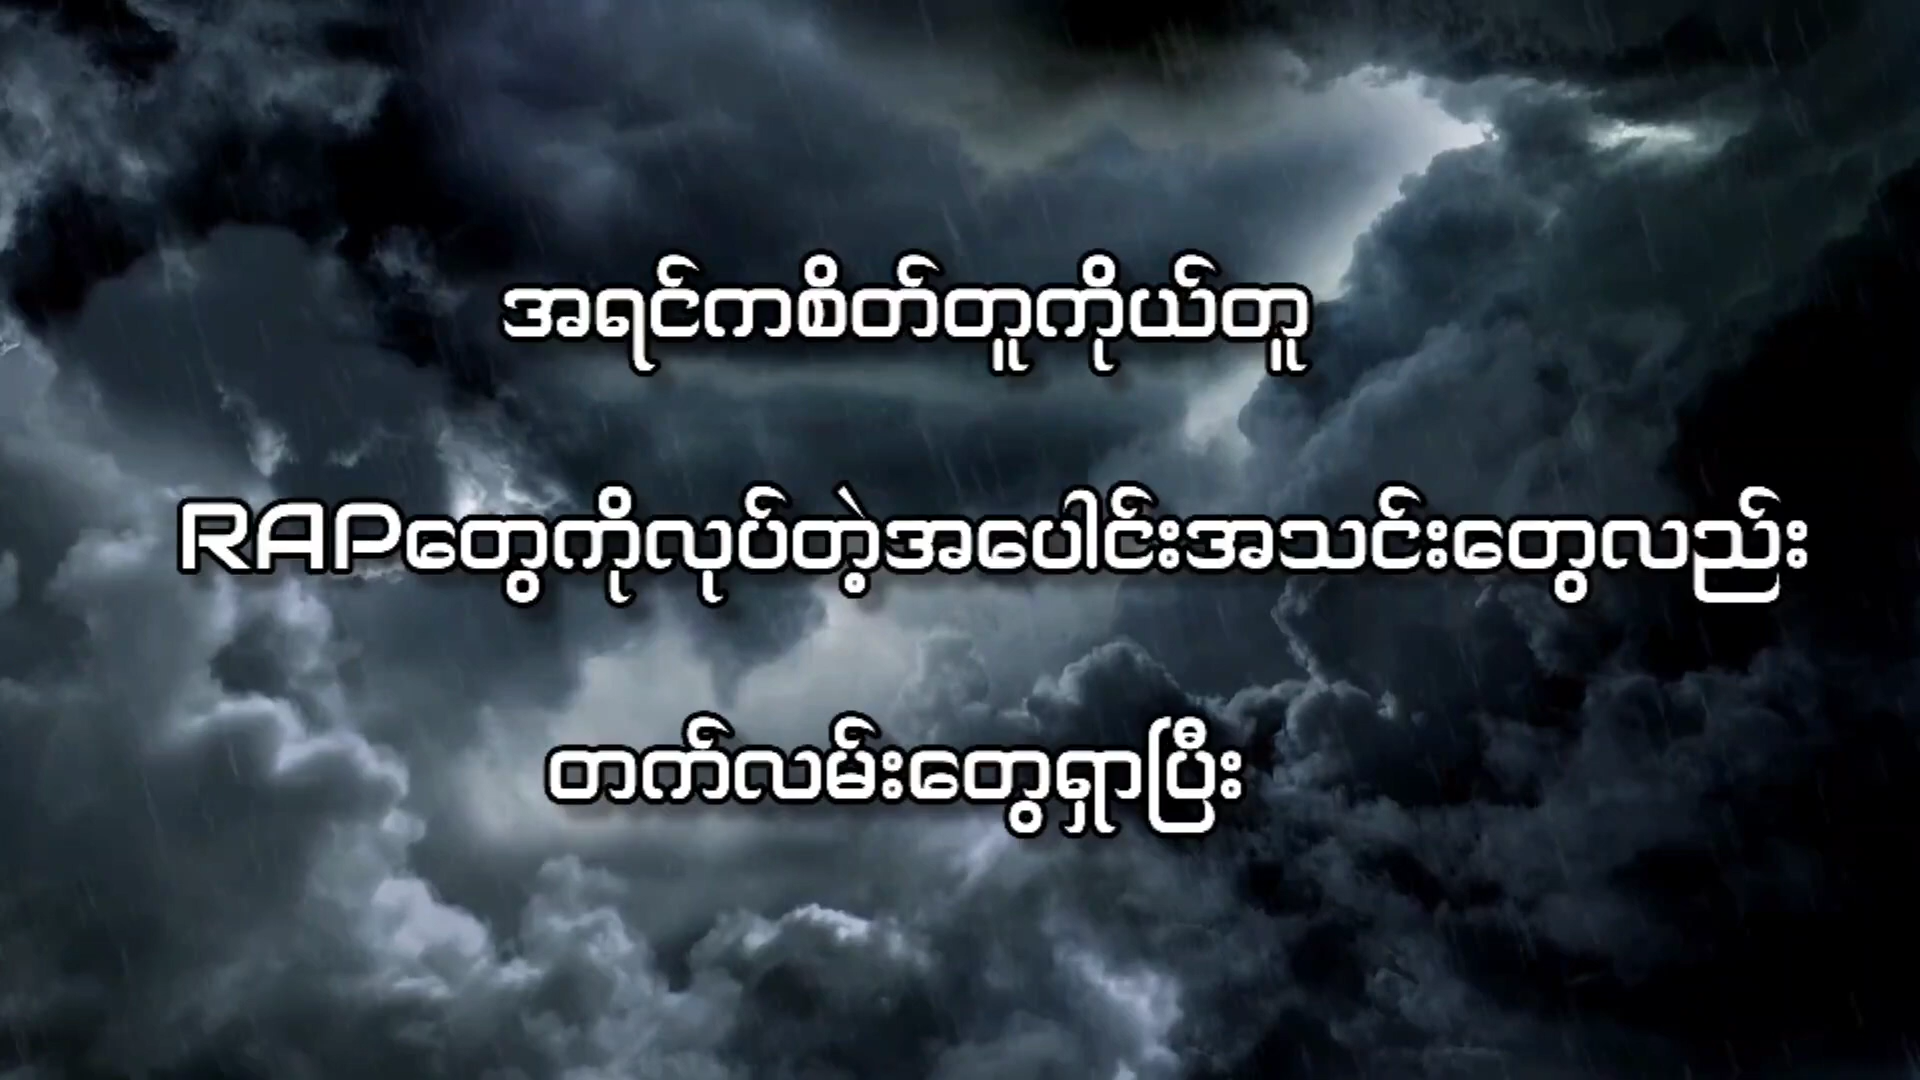 အရင်ကစိတ်တူကိုယ်တူ
RAPတွေကိုလုပ်တဲ့အပေါင်းအသင်းတွေလည်း
တက်လမ်းတွေရှာပြီး